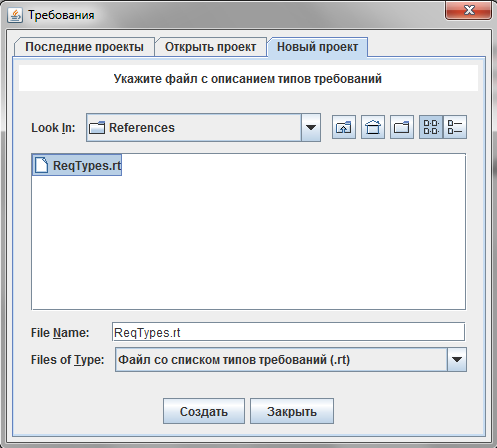 Требования
Последние проекты Открыть проект Новый проект
Укажите файл с описанием типов требований
Look In: References
ReqTypes.rt
File Name: ReqTypes.rt
Files of Type: Файл со списком типов требований (.rt)
Создать Закрыть